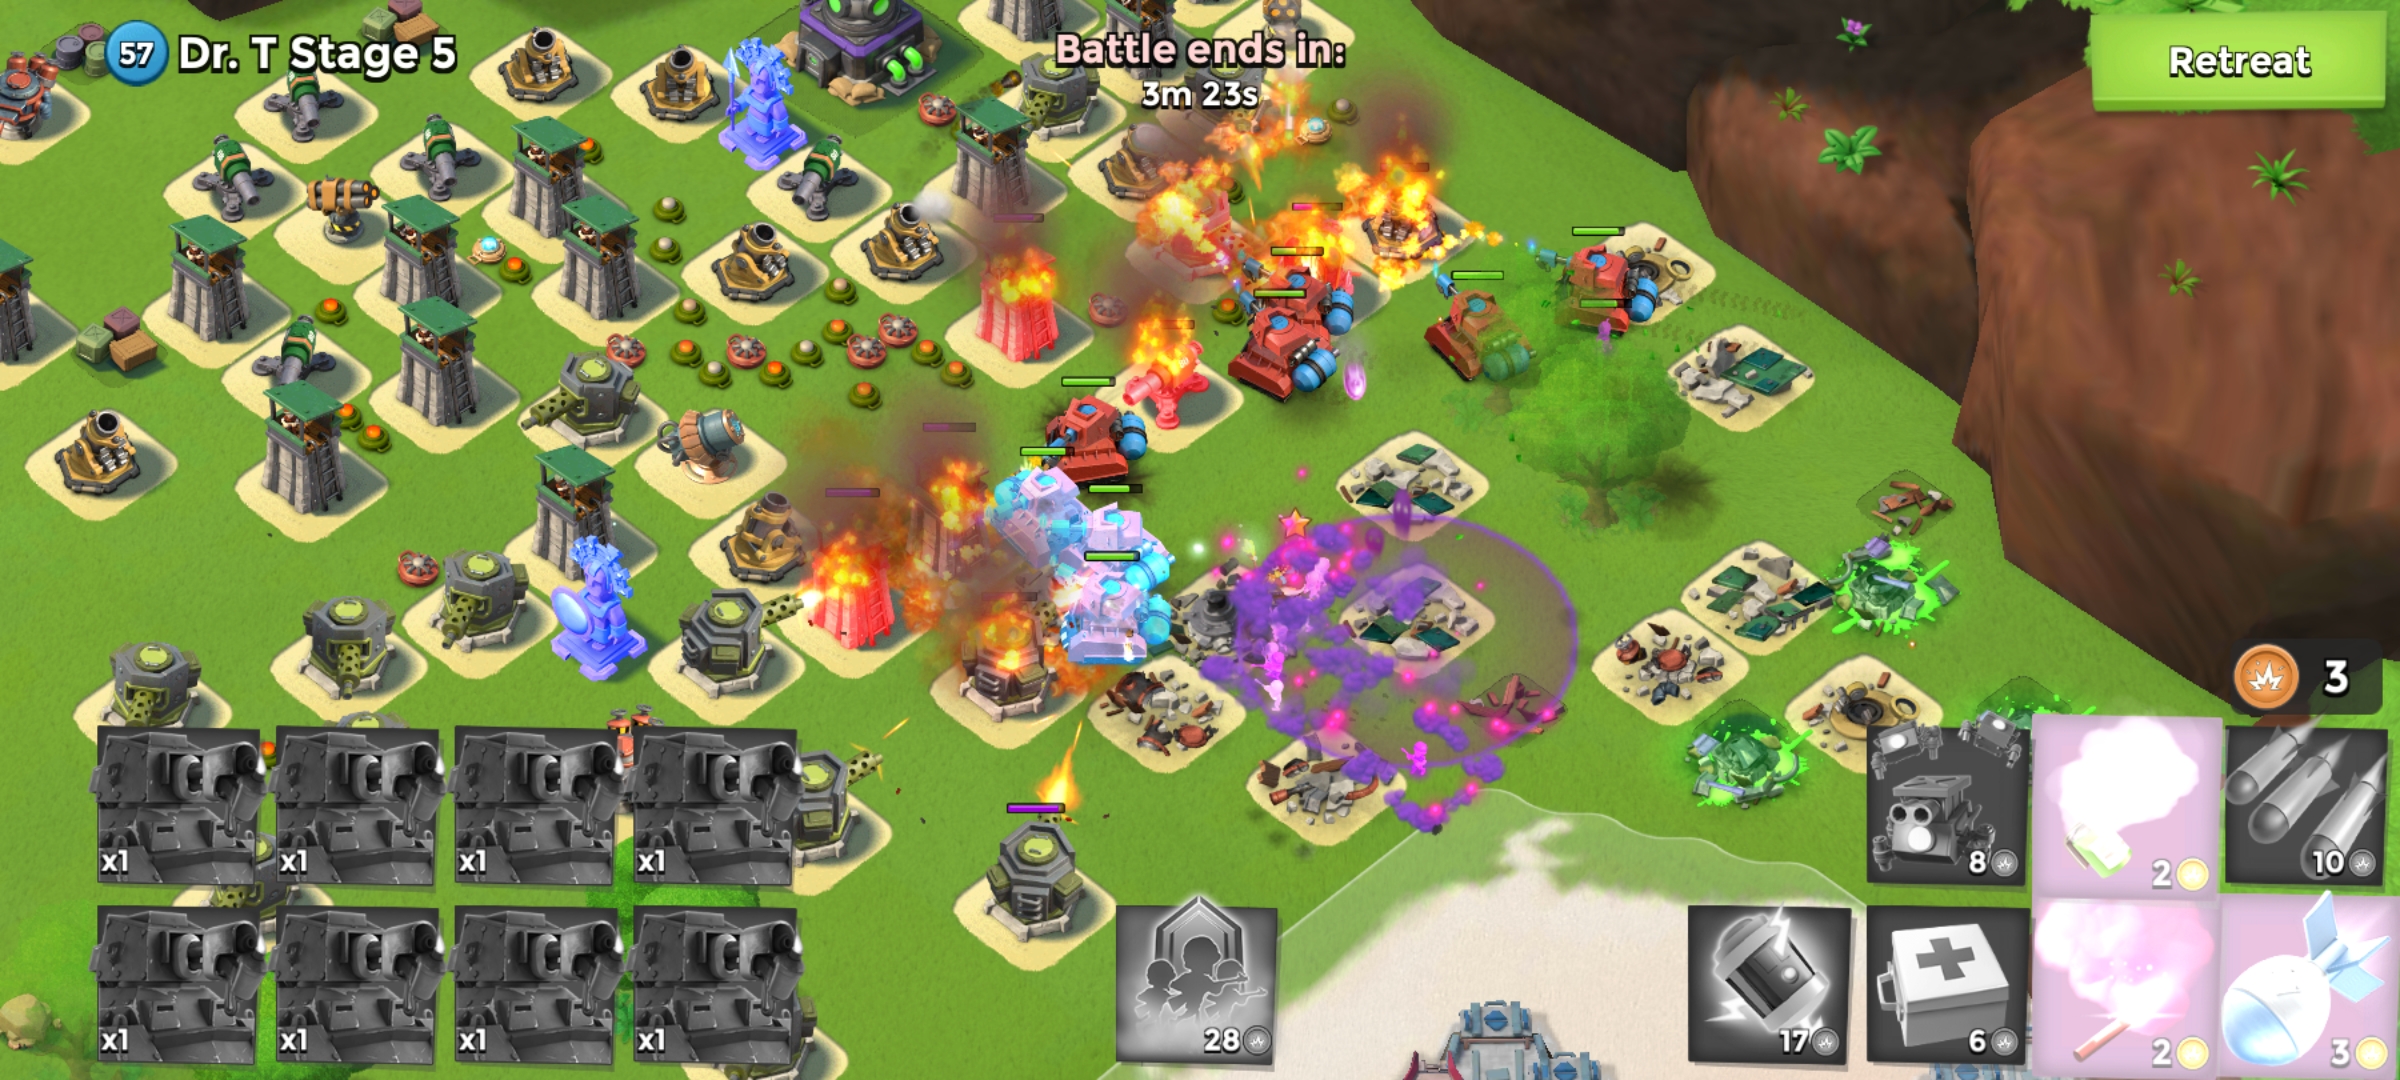 57 Dr. T Stage 5
Battle ends in:
3m 23s
Retreat
3
x1 x1 x1 x1
8 2 10
x1 x1 x1 x1
28 17 6 2 3